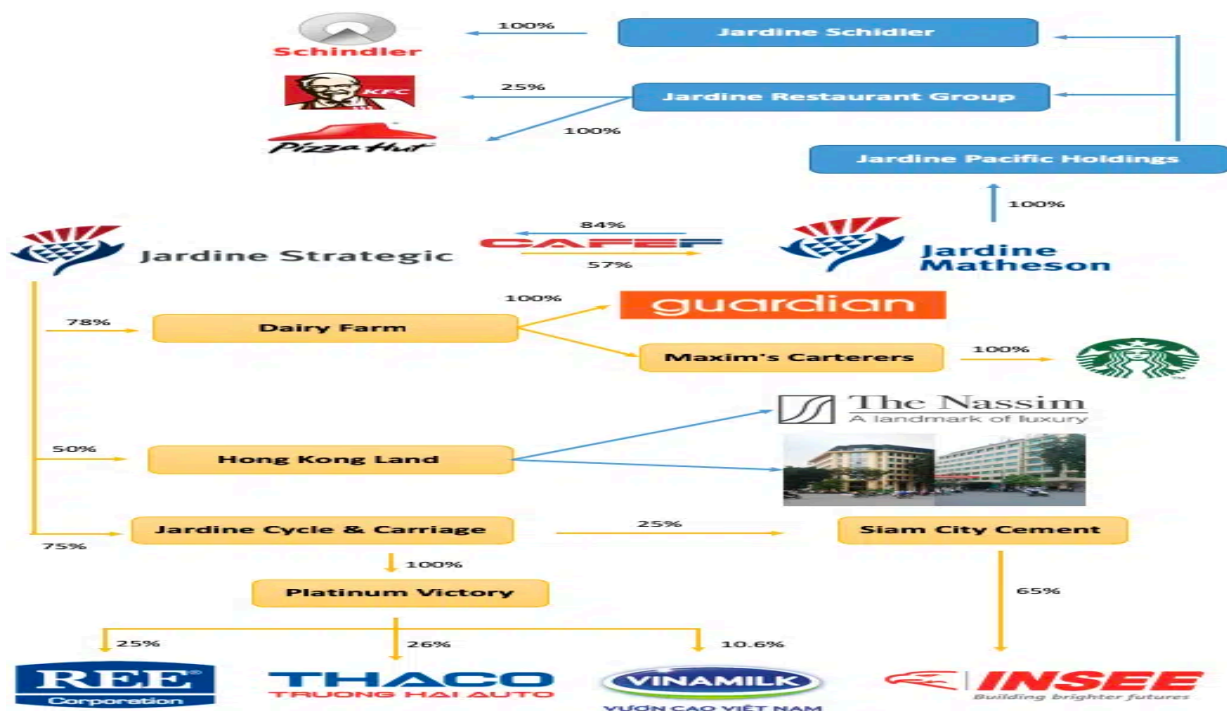 100%
Jardine Schidler
Schindler
KFC
25%
Jardine Restaurant Group
100%
Pizza Hut
Jardine Pacific Holdings
100%
84%
Jardine Strategic
CAFEF
Jardine
Matheson
57%
100%
guardian
78%
Dairy Farm
Maxim's Carterers
100%
The Nassim
A landmark of luxury
50%
Hong Kong Land
Jardine Cycle & Carriage
25%
Siam City Cement
75%
100%
Platinum Victory
65%
25%
26%
10.6%
REE
Corporation
THACO
TRUONG HAI AUTO
VINAMILK
VƯƠN CAO VIỆT NAM
INSEE
Building brighter futures